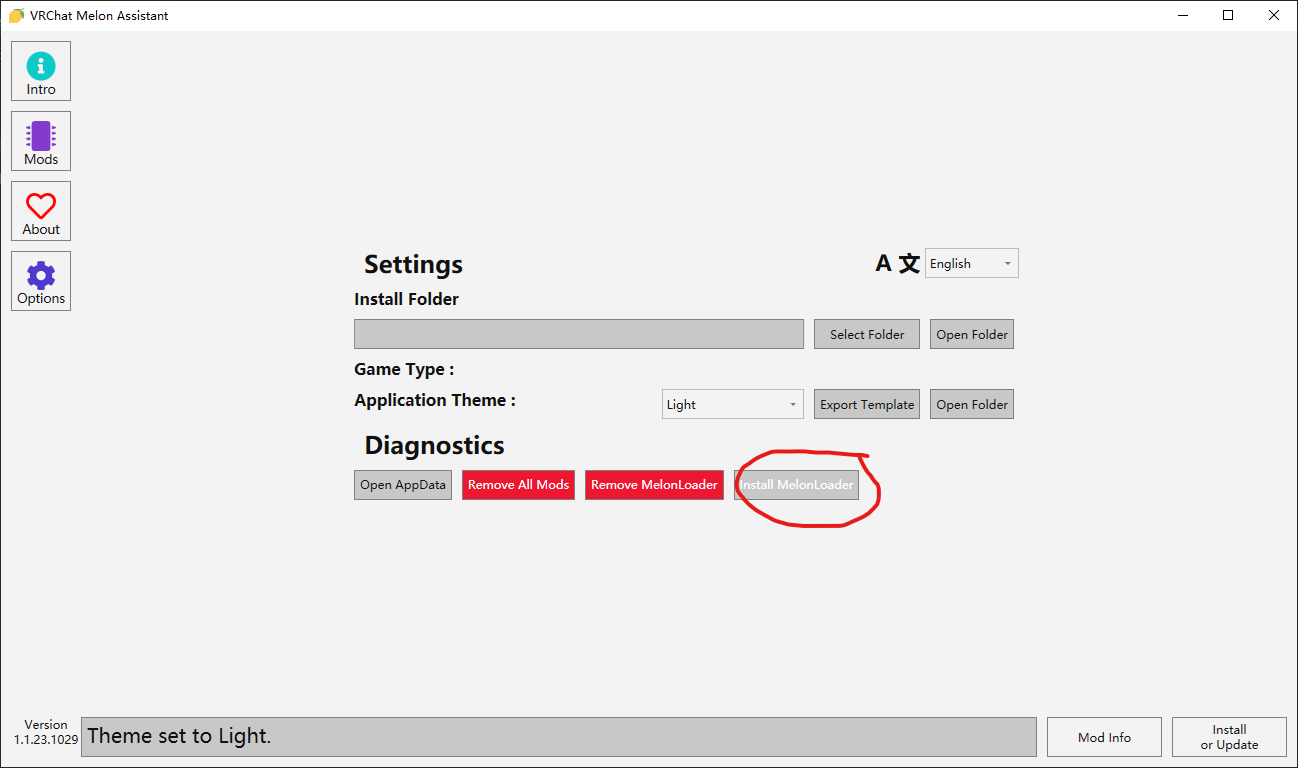 VRChat Melon Assistant
Intro
Mods
About
Options
Settings
A 文 English
Install Folder
Select Folder Open Folder
Game Type :
Application Theme : Light Export Template Open Folder
Diagnostics
Open AppData Remove All Mods Remove MelonLoader Install MelonLoader
Version
1.1.23.1029
Theme set to Light.
Mod Info
Install
or Update